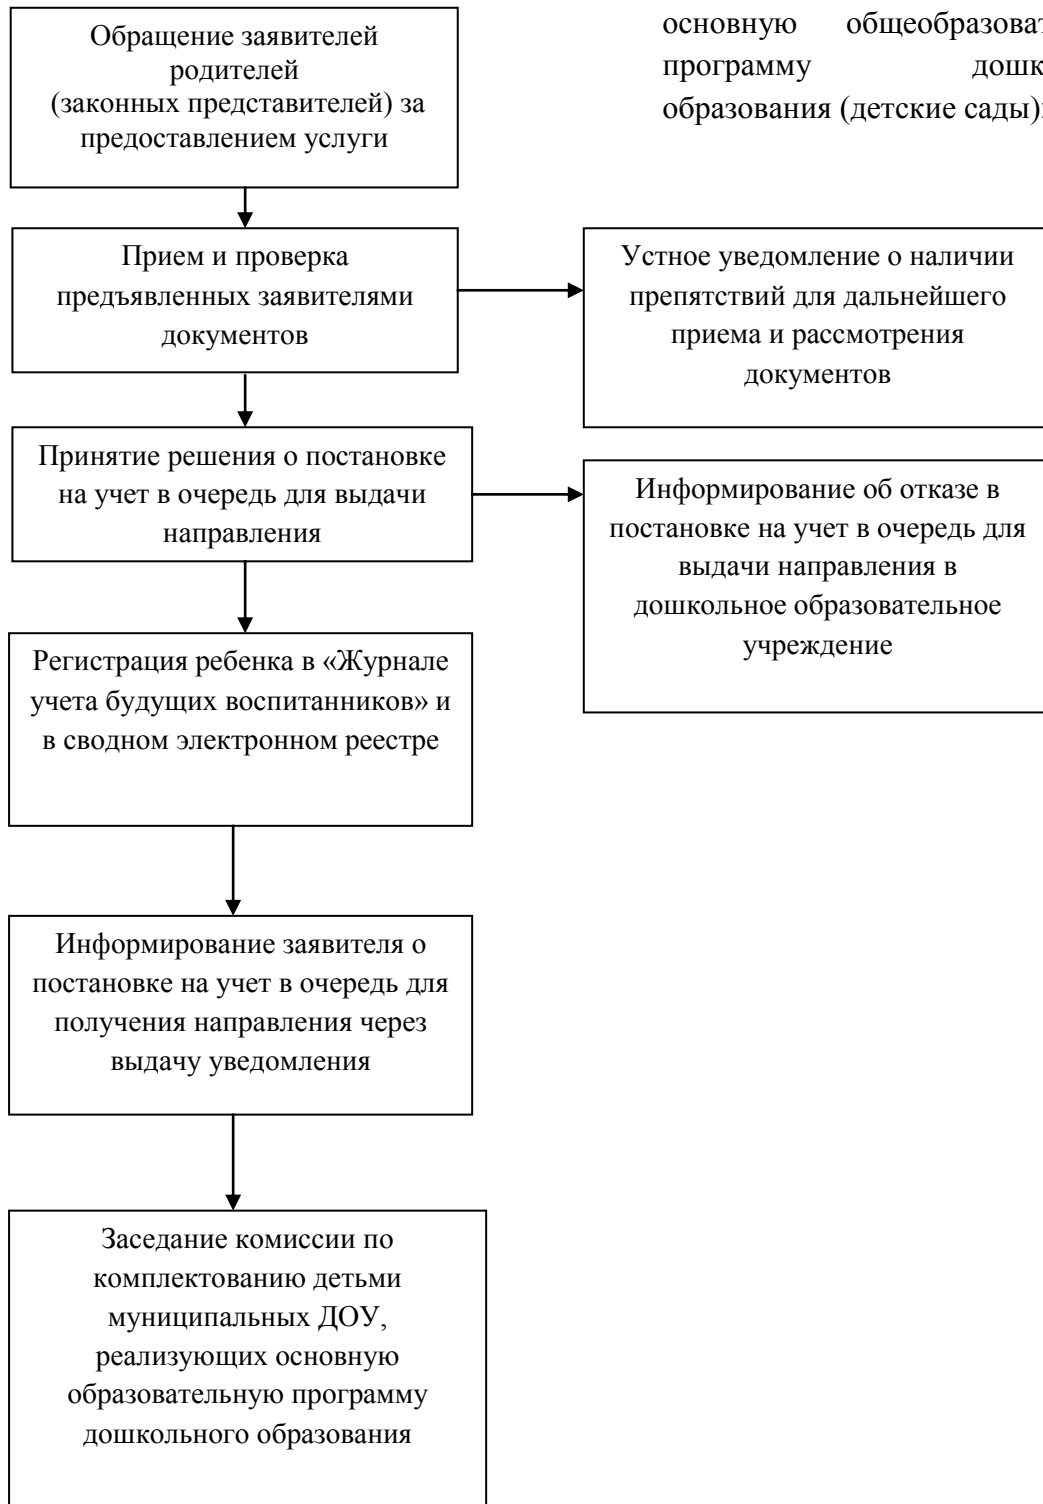 основную общеобразоват
программу дошк
образования (детские сады)
Обращение заявителей
родителей
(законных представителей) за
предоставлением услуги
Прием и проверка
предъявленных заявителями
документов
Устное уведомление о наличии
препятствий для дальнейшего
приема и рассмотрения
документов
Принятие решения о постановке
на учет в очередь для выдачи
направления
Информирование об отказе в
постановке на учет в очередь для
выдачи направления в
дошкольное образовательное
учреждение
Регистрация ребенка в «Журнале
учета будущих воспитанников» и
в сводном электронном реестре
Информирование заявителя о
постановке на учет в очередь для
получения направления через
выдачу уведомления
Заседание комиссии по
комплектованию детьми
муниципальных ДОУ,
реализующих основную
образовательную программу
дошкольного образования